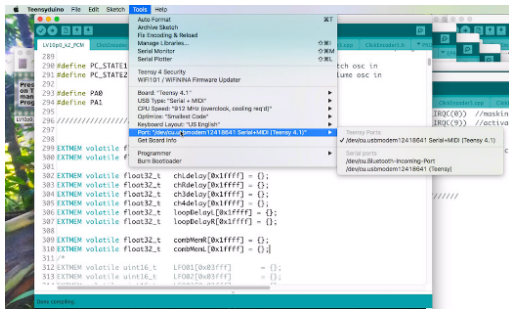 Teensyduino File Edit Sketch Tools Help
Auto Format ⌘T
Archive Sketch
Fix Encoding & Reload
Manage Libraries... ⇧⌘I
Serial Monitor ⇧⌘M
Serial Plotter ⇧⌘L
Teensy 4 Security
WiFi101 / WiFiNINA Firmware Updater
Board: "Teensy 4.1"
USB Type: "Serial + MIDI"
CPU Speed: "912 MHz (overclock, cooling req'd)"
Optimize: "Smallest Code"
Keyboard Layout: "US English"
Port: "/dev/cu.usbmodem12418641 Serial+MIDI (Teensy 4.1)"
Get Board Info
Programmer
Burn Bootloader
Teensy Ports
✓ /dev/cu.usbmodem12418641 Serial+MIDI (Teensy 4.1)
Serial ports
/dev/cu.Bluetooth-Incoming-Port
/dev/cu.usbmodem12418641 (Teensy)
289
290 #define PC_STATE1
291 #define PC_STATE2
292
293 #define PA0
294 #define PA1
295
296 ///////////////
297
299 EXTMEM volatile
300 EXTMEM volatile
302 EXTMEM volatile float32_t chLdelay[0x1ffff] = {};
303 EXTMEM volatile float32_t chRdelay[0x1ffff] = {};
304 EXTMEM volatile float32_t ch3delay[0x1ffff] = {};
305 EXTMEM volatile float32_t ch4delay[0x1ffff] = {};
306 EXTMEM volatile float32_t loopDelayL[0x1ffff] = {};
307 EXTMEM volatile float32_t loopDelayR[0x1ffff] = {};
308
309 EXTMEM volatile float32_t combMemR[0x1ffff] = {};
310 EXTMEM volatile float32_t combMemL[0x1ffff] = {};
311 /*
312 EXTMEM volatile uint16_t LFO01[0x03fff] = {};
313 EXTMEM volatile uint16_t LFO02[0x03fff] = {};
Done compiling.